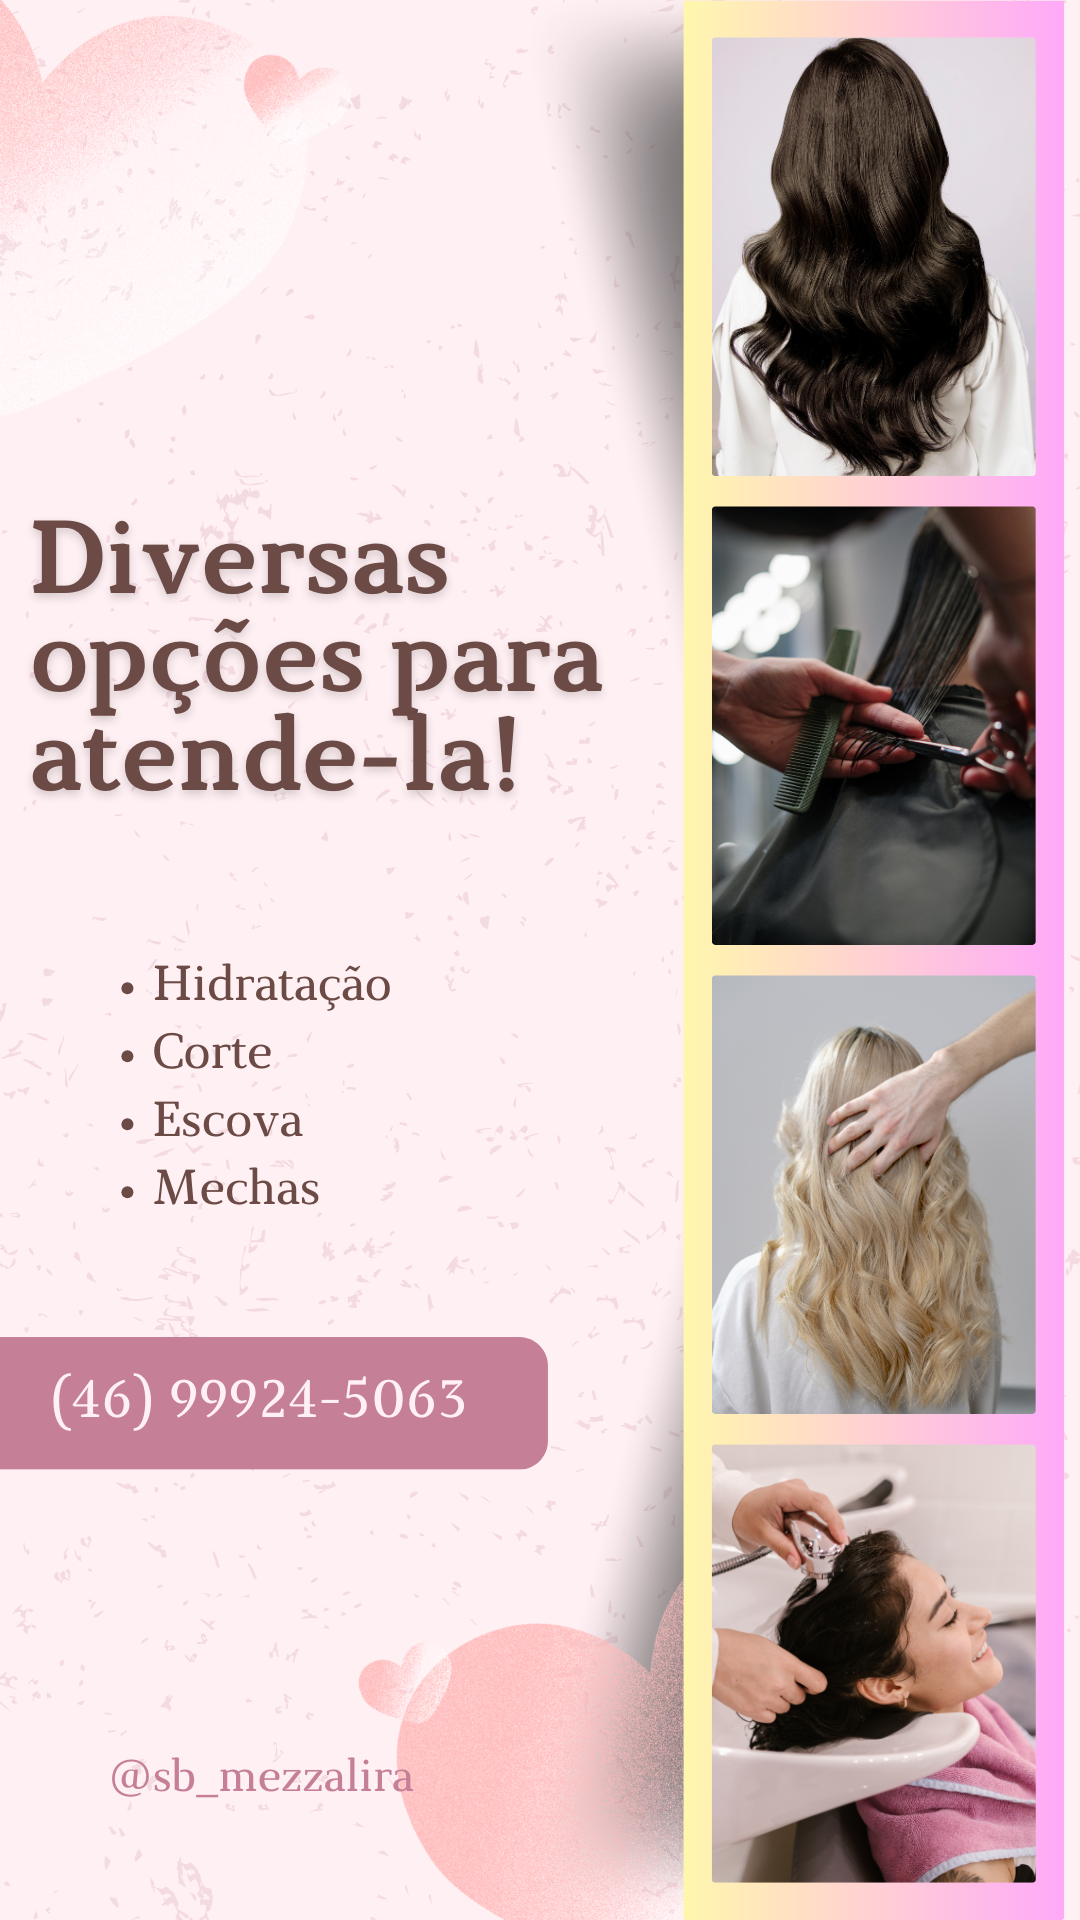 Diversas
opções para
atende-la!
• Hidratação
• Corte
• Escova
• Mechas
(46) 99924-5063
@sb_mezzalira